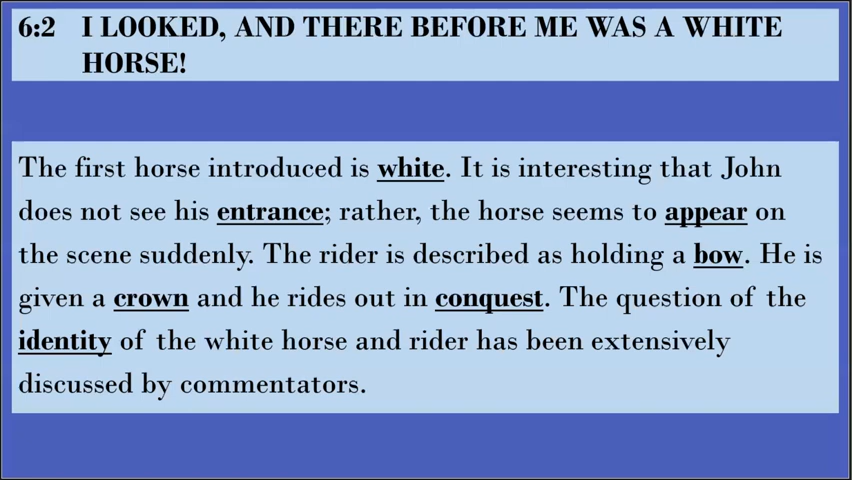 6:2 I LOOKED, AND THERE BEFORE ME WAS A WHITE
HORSE!
The first horse introduced is white. It is interesting that John
does not see his entrance; rather, the horse seems to appear on
the scene suddenly. The rider is described as holding a bow. He is
given a crown and he rides out in conquest. The question of the
identity of the white horse and rider has been extensively
discussed by commentators.